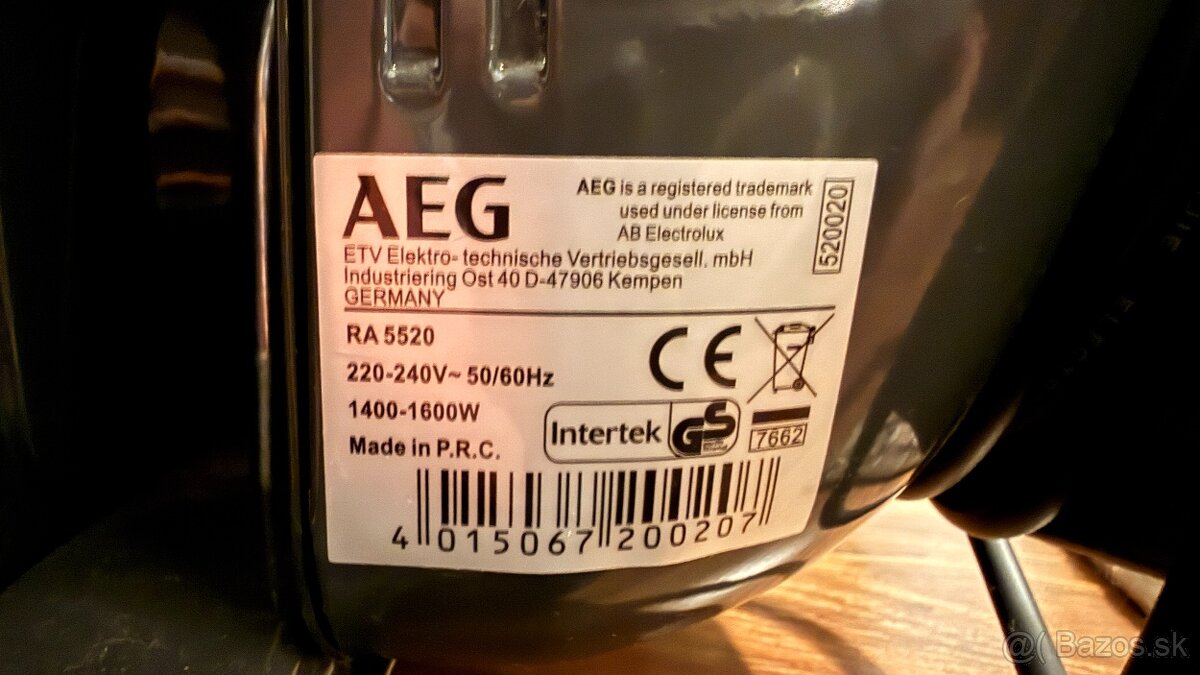 AEG
AEG is a registered trademark
used under license from
AB Electrolux
520020
ETV Elektro- technische Vertriebsgesell. mbH
Industriering Ost 40 D-47906 Kempen
GERMANY
RA 5520
220-240V~ 50/60Hz
1400-1600W
Made in P.R.C.
CE
Intertek
GS
7662
4 015067 200207
@( Bazos.sk